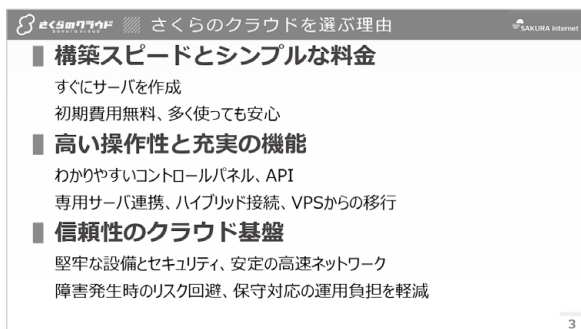 さくらのクラウド さくらのクラウドを選ぶ理由 SAKURA internet
構築スピードとシンプルな料金
すぐにサーバを作成
初期費用無料、多く使っても安心
高い操作性と充実の機能
わかりやすいコントロールパネル、API
専用サーバ連携、ハイブリッド接続、VPSからの移行
信頼性のクラウド基盤
堅牢な設備とセキュリティ、安定の高速ネットワーク
障害発生時のリスク回避、保守対応の運用負担を軽減
3